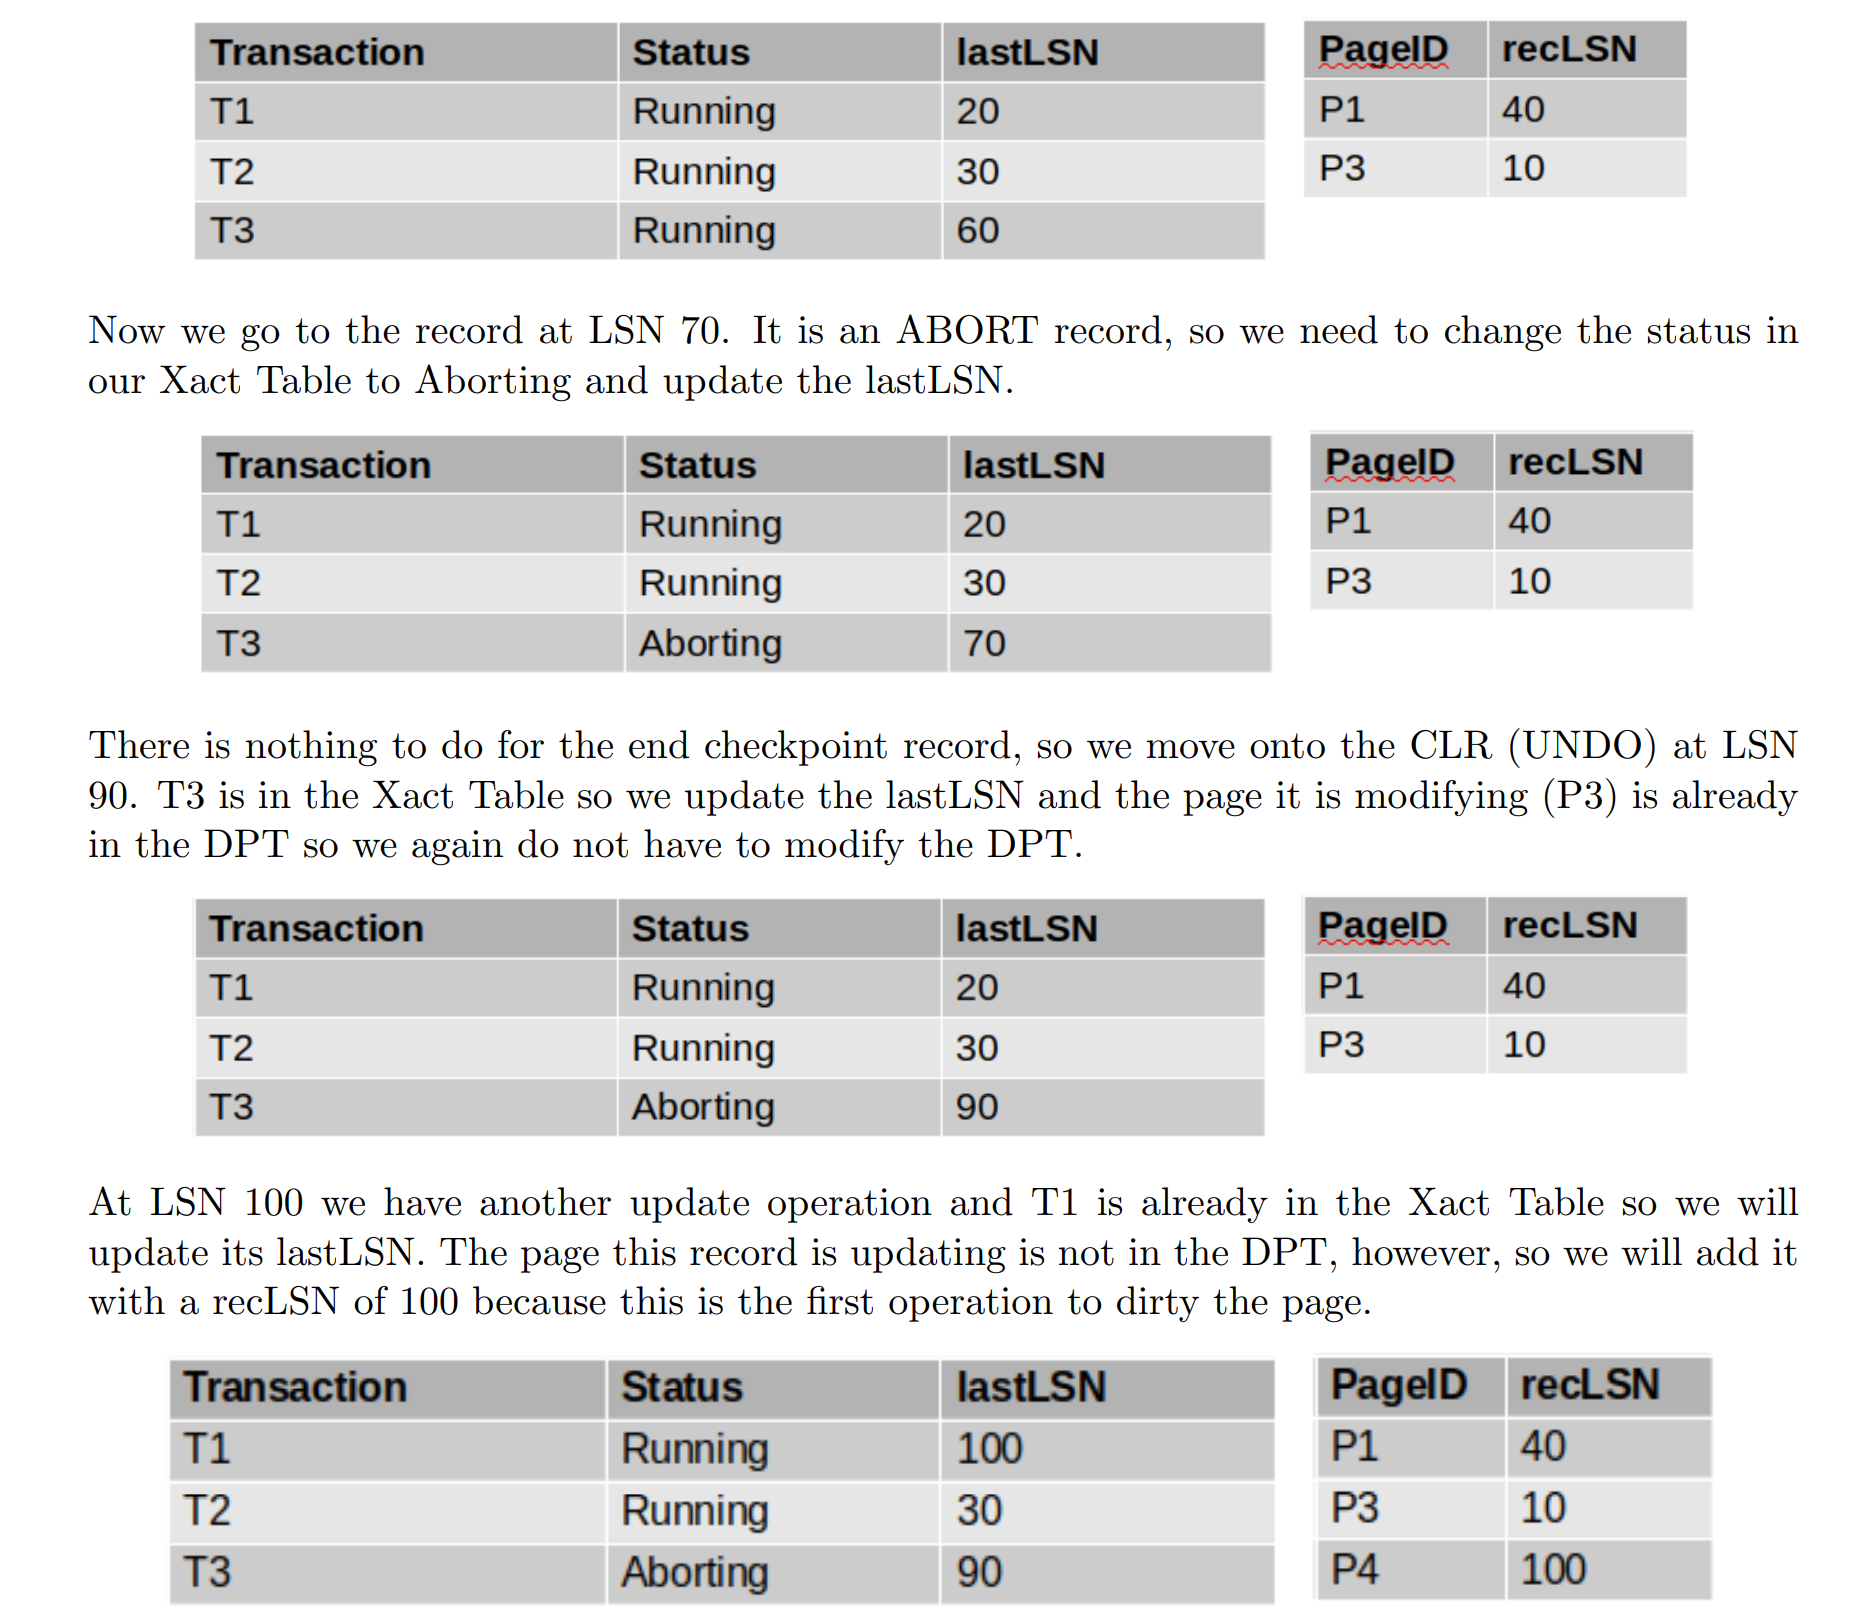 Transaction Status lastLSN PageID recLSN
T1 Running 20 P1 40
T2 Running 30 P3 10
T3 Running 60
Now we go to the record at LSN 70. It is an ABORT record, so we need to change the status in
our Xact Table to Aborting and update the lastLSN.
Transaction Status lastLSN PageID recLSN
T1 Running 20 P1 40
T2 Running 30 P3 10
T3 Aborting 70
There is nothing to do for the end checkpoint record, so we move onto the CLR (UNDO) at LSN
90. T3 is in the Xact Table so we update the lastLSN and the page it is modifying (P3) is already
in the DPT so we again do not have to modify the DPT.
Transaction Status lastLSN PageID recLSN
T1 Running 20 P1 40
T2 Running 30 P3 10
T3 Aborting 90
At LSN 100 we have another update operation and T1 is already in the Xact Table so we will
update its lastLSN. The page this record is updating is not in the DPT, however, so we will add it
with a recLSN of 100 because this is the first operation to dirty the page.
Transaction Status lastLSN PageID recLSN
T1 Running 100 P1 40
T2 Running 30 P3 10
T3 Aborting 90 P4 100